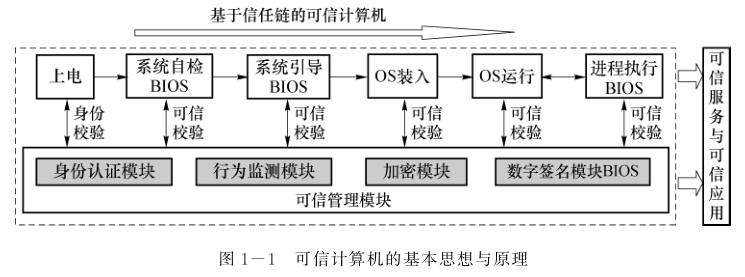 基于信任链的可信计算机
上电
系统自检
BIOS
系统引导
BIOS
OS装入
OS运行
进程执行
BIOS
身份
校验
可信
校验
可信
校验
可信
校验
可信
校验
可信
校验
身份认证模块
行为监测模块
加密模块
数字签名模块BIOS
可信管理模块
可信服务与可信应用
图 1－1 可信计算机的基本思想与原理